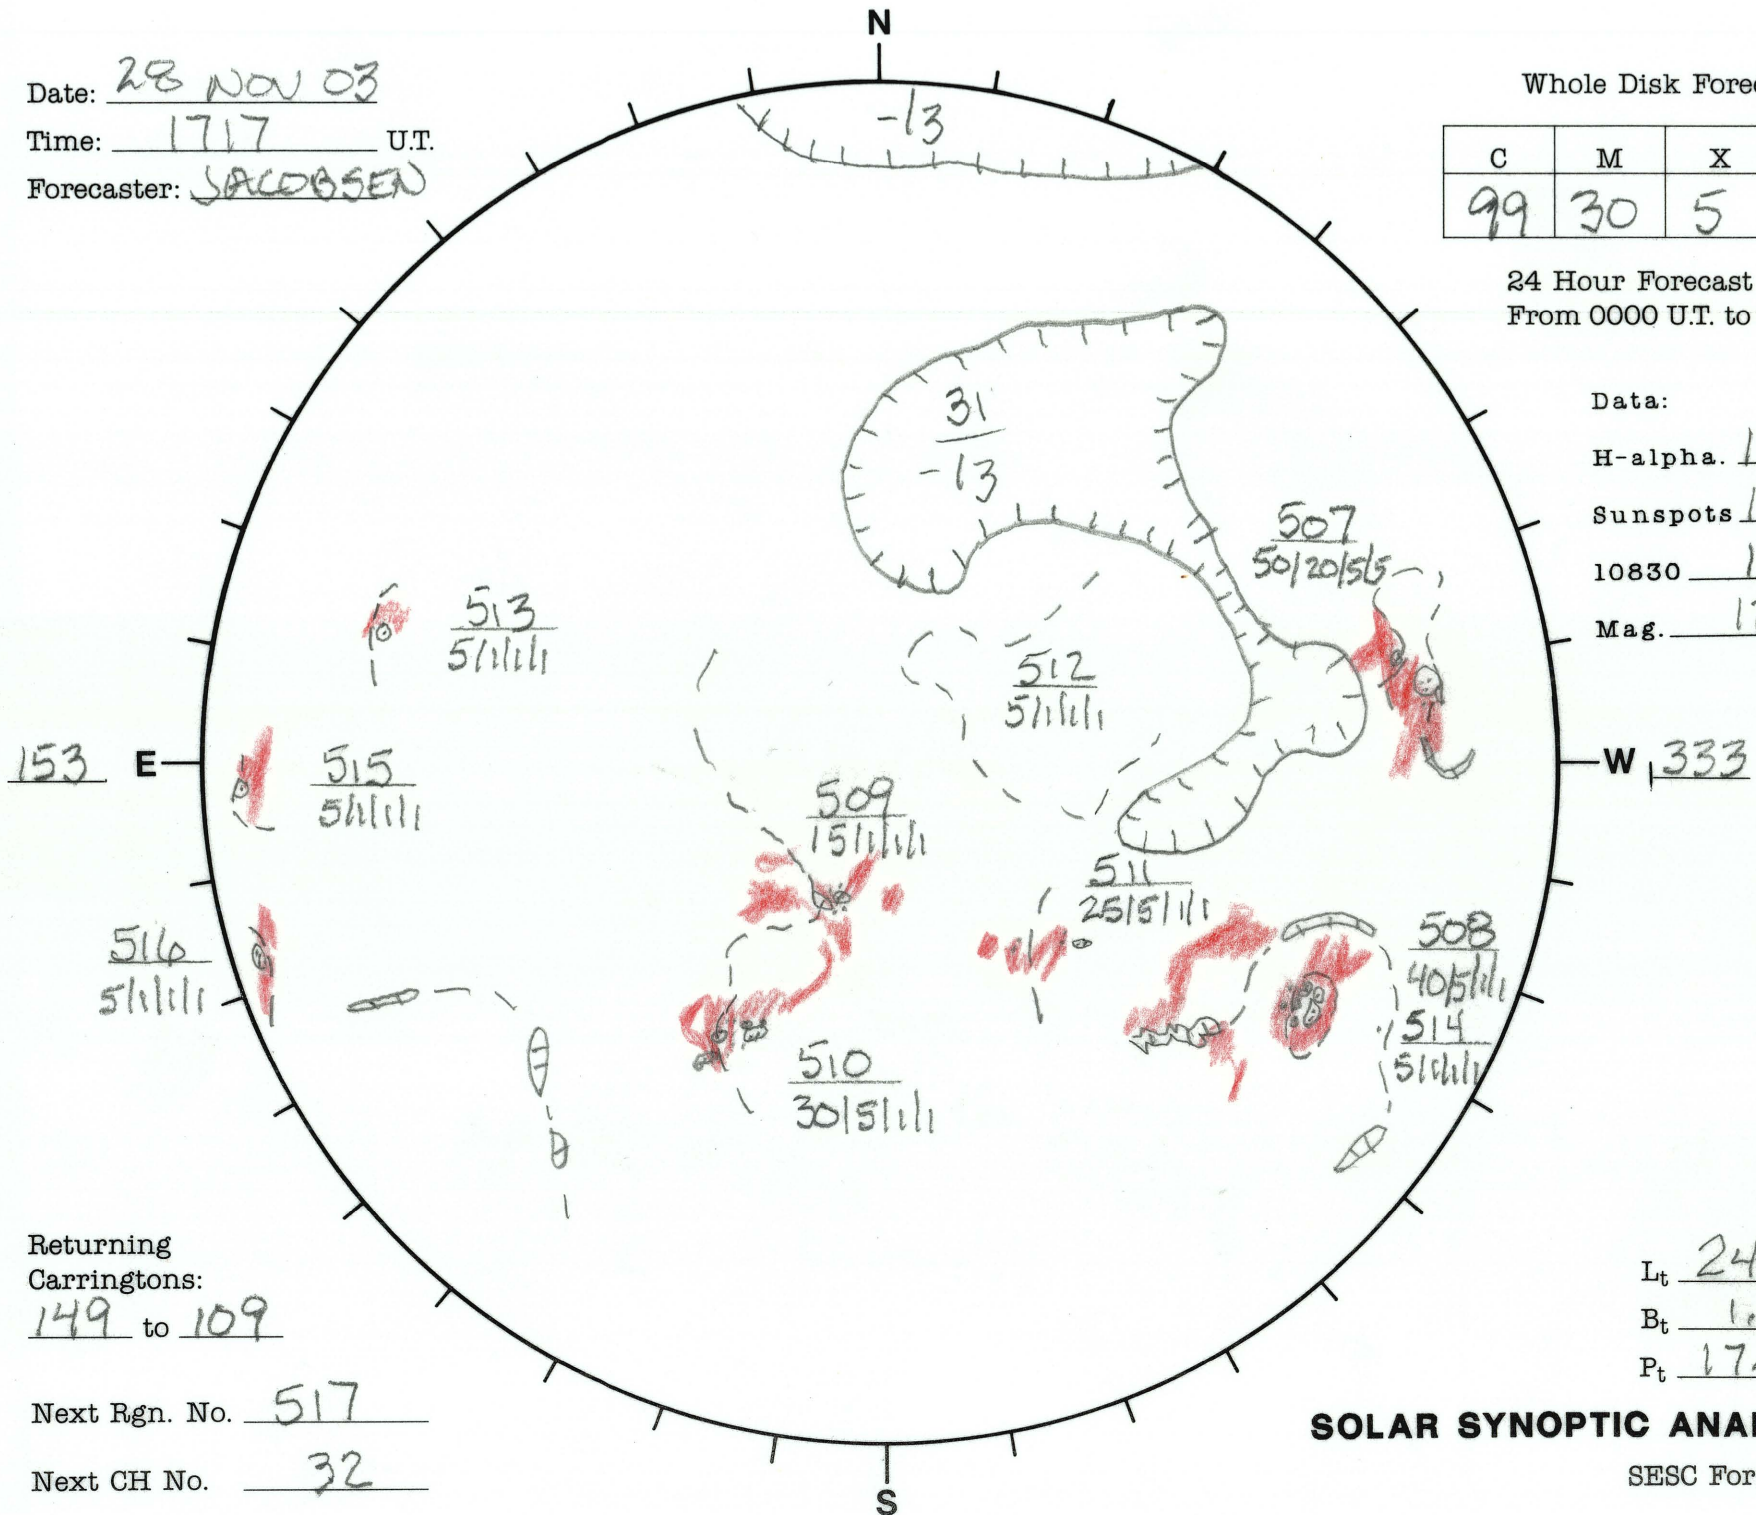 N
Date: 28 NOV 03
Time: 1717 U.T.
Forecaster: JACOBSEN
-13
Whole Disk Fore
C M X
99 30 5
24 Hour Forecast
From 0000 U.T. to
Data:
H-alpha.
Sunspots
10830
Mag.
31
-13
507
50/20/5/5
513
5/1/1/1
512
5/1/1/1
153 E
515
5/1/1/1
W 333
509
15/1/1/1
511
25/5/1/1
516
5/1/1/1
508
40/5/1/1
514
5/1/1/1
510
30/5/1/1
Returning
Carringtons:
149 to 109
Next Rgn. No. 517
Next CH No. 32
Lt 24
Bt 1.
Pt 17.
SOLAR SYNOPTIC ANA
SESC For
S